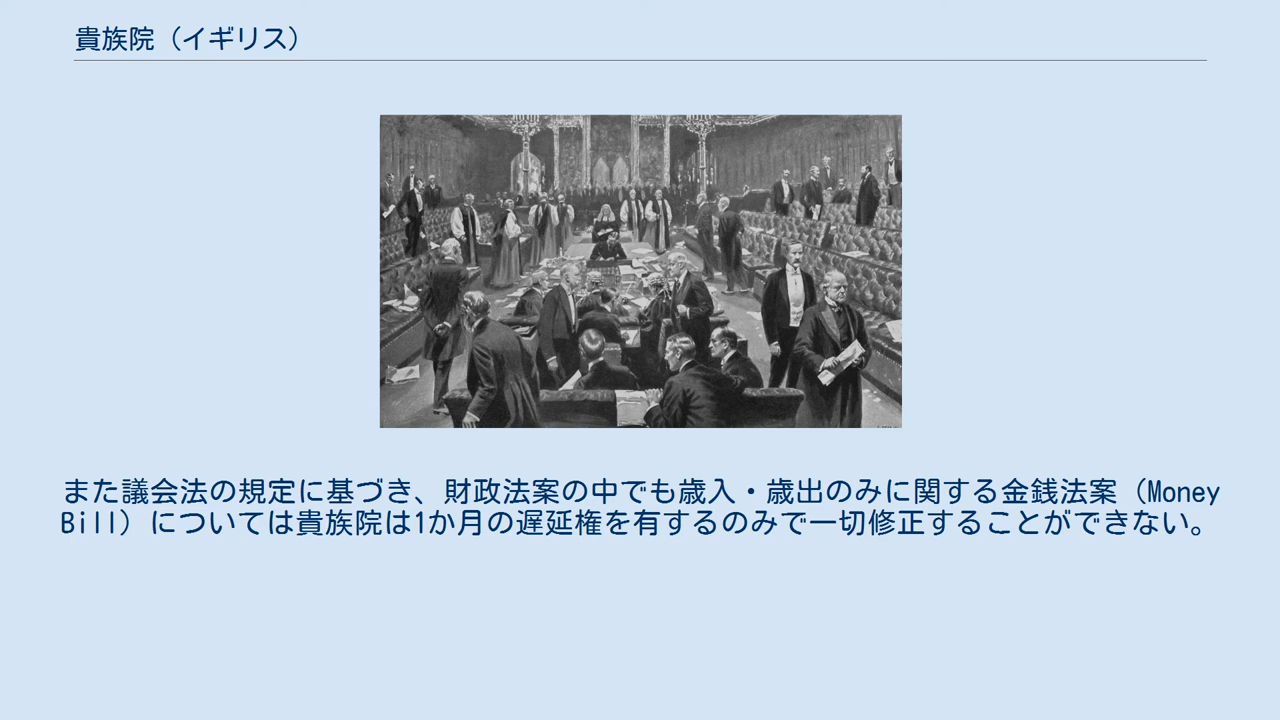 貴族院（イギリス）
また議会法の規定に基づき、財政法案の中でも歳入・歳出のみに関する金銭法案（Money
Bill）については貴族院は1か月の遅延権を有するのみで一切修正することができない。